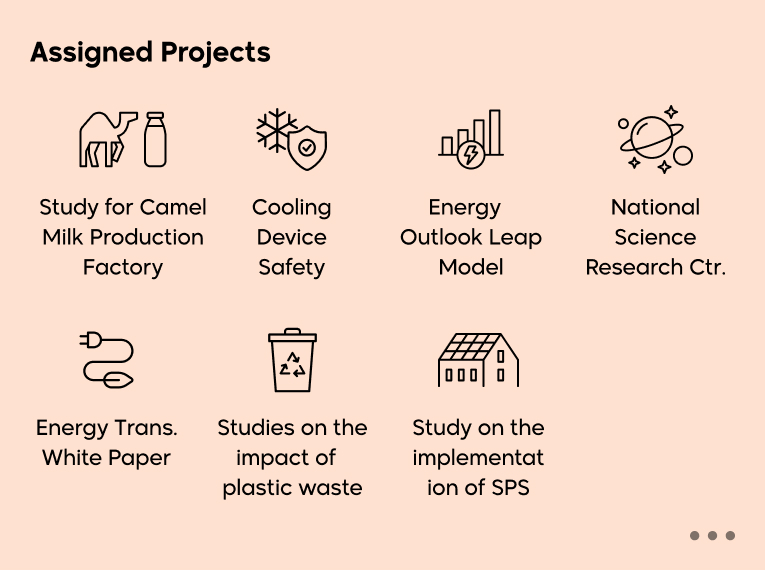 Assigned Projects
Study for Camel
Milk Production
Factory
Cooling
Device
Safety
Energy
Outlook Leap
Model
National
Science
Research Ctr.
Energy Trans.
White Paper
Studies on the
impact of
plastic waste
Study on the
implementat
ion of SPS